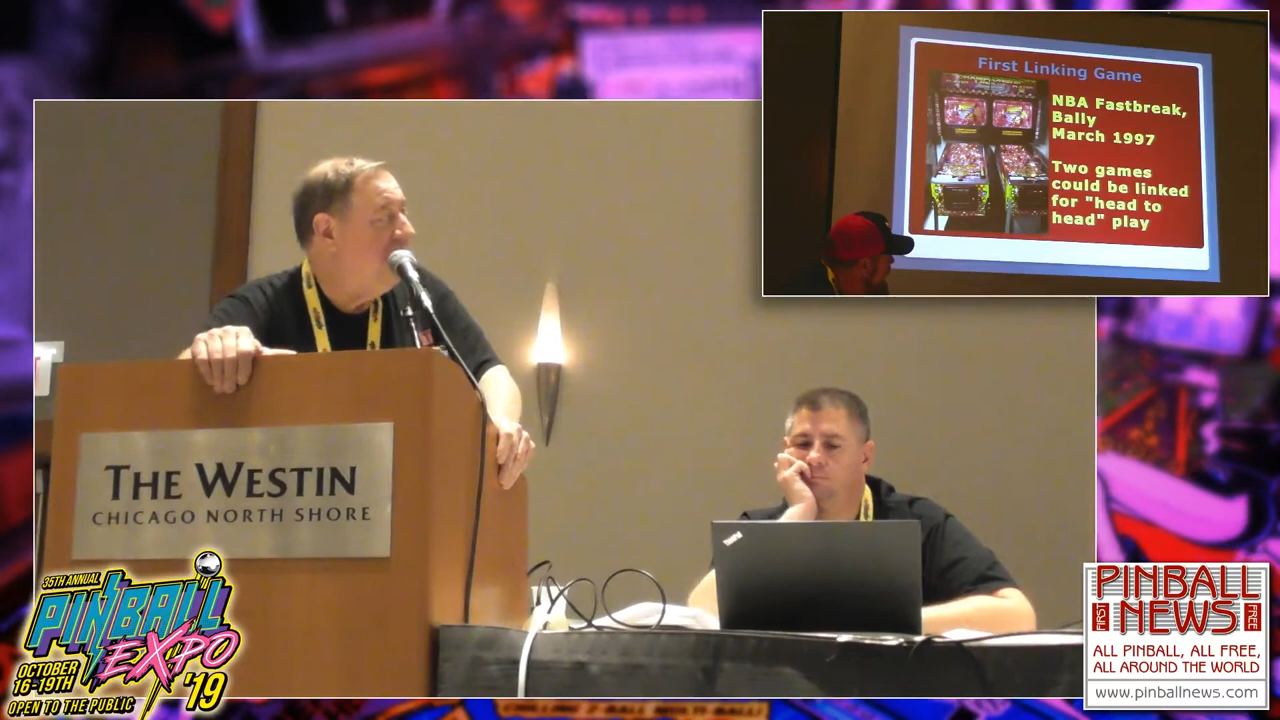 First Linking Game
NBA Fastbreak,
Bally
March 1997
Two games
could be linked
for "head to
head" play
THE WESTIN
CHICAGO NORTH SHORE
35TH ANNUAL
PINBALL
EXPO
OCTOBER
16-19TH
'19
OPEN TO THE PUBLIC
PINBALL
FIRST NEWS FREE
ALL PINBALL, ALL FREE,
ALL AROUND THE WORLD
www.pinballnews.com